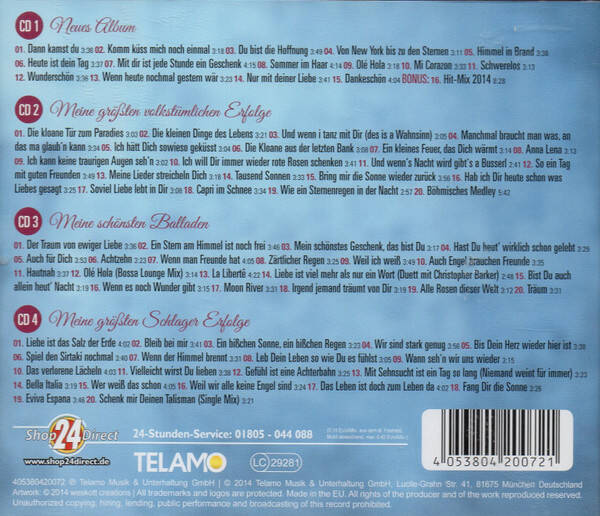 CD 1 Neues Album
01. Dann kamst du 3:36 02. Komm küss mich noch einmal 3:18 03. Du bist die Hoffnung 3:49 04. Von New York bis zu den Sternen 3:11 05. Himmel in Brand 3:38
06. Heute ist dein Tag 3:37 07. Mit dir ist jede Stunde ein Geschenk 4:15 08. Sommer im Haar 4:14 09. Olé Hola 3:18 10. Mi Corazon 3:33 11. Schwerelos 3:13
12. Wunderschön 3:36 13. Wenn heute nochmal gestern wär 3:23 14. Nur mit deiner Liebe 3:41 15. Dankeschön 4:04 BONUS: 16. Hit-Mix 2014 8:28
CD 2 Meine größten volkstümlichen Erfolge
01. Die kloane Tür zum Paradies 3:03 02. Die kleinen Dinge des Lebens 3:21 03. Und wenn i tanz mit Dir (des is a Wahnsinn) 3:05 04. Manchmal braucht man was, an
das ma glaub'n kann 3:34 05. Ich hätt Dich sowieso geküsst 3:04 06. Die Kloane aus der letzten Bank 3:08 07. Ein kleines Feuer, das Dich wärmt 3:14 08. Anna Lena 3:13
09. Ich kann keine traurigen Augen seh'n 3:02 10. Ich will Dir immer wieder rote Rosen schenken 3:41 11. Und wenn's Nacht wird gibt's a Busserl 3:41 12. So ein Tag
mit guten Freunden 3:49 13. Meine Lieder streicheln Dich 3:18 14. Tausend Sonnen 3:33 15. Bring mir die Sonne wieder zurück 3:56 16. Hab ich Dir heute schon was
Liebes gesagt 3:25 17. Soviel Liebe lebt in Dir 3:08 18. Capri im Schnee 3:34 19. Wie ein Sternenregen in der Nacht 2:57 20. Böhmisches Medley 5:42
CD 3 Meine schönsten Balladen
01. Der Traum von ewiger Liebe 3:36 02. Ein Stern am Himmel ist noch frei 3:46 03. Mein schönstes Geschenk, das bist Du 3:17 04. Hast Du heut' wirklich schon gelebt 3:29
05. Auch für Dich 3:53 06. Achtzehn 3:23 07. Wenn man Freunde hat 4:05 08. Zärtlicher Regen 3:25 09. Weil ich weiß 3:49 10. Auch Engel brauchen Freunde 3:25
11. Hautnah 3:37 12. Olé Hola (Bossa Lounge Mix) 3:14 13. La Liberté 4:22 14. Liebe ist viel mehr als nur ein Wort (Duett mit Christopher Barker) 2:48 15. Bist Du auch
allein heut' Nacht 3:19 16. Wenn es noch Wunder gibt 3:15 17. Moon River 3:31 18. Irgend jemand träumt von Dir 3:19 19. Alle Rosen dieser Welt 3:12 20. Träum 3:31
CD 4 Meine größten Schlager Erfolge
01. Liebe ist das Salz der Erde 4:02 02. Bleib bei mir 3:41 03. Ein bißchen Sonne, ein bißchen Regen 3:23 04. Wir sind stark genug 3:56 05. Bis Dein Herz wieder hier ist 3:38
06. Spiel den Sirtaki nochmal 3:40 07. Wenn der Himmel brennt 3:31 08. Leb Dein Leben so wie Du es fühlst 3:05 09. Wann seh'n wir uns wieder 3:15
10. Das verlorene Lächeln 4:03 11. Vielleicht wirst Du lieben 3:38 12. Gefühl ist eine Achterbahn 3:25 13. Mit Sehnsucht ist ein Tag so lang (Niemand weint für immer) 3:23
14. Bella Italia 3:19 15. Wer weiß das schon 4:05 16. Weil wir alle keine Engel sind 3:24 17. Das Leben ist doch zum Leben da 4:02 18. Fang Dir die Sonne 3:26
19. Eviva Espana 3:48 20. Schenk mir Deinen Talisman (Single Mix) 3:21
Shop 24 Direct
www.shop24direct.de
24-Stunden-Service: 01805 - 044 088
TELAMO
LC 29281
4 053804 200721
405380420072 ℗ Telamo Musik & Unterhaltung GmbH | © 2014 Telamo Musik & Unterhaltung GmbH, Lucile-Grahn Str. 41, 81675 München Deutschland
Artwork: © 2014 weskott creations | All trademarks and logos are protected. Made in the EU. All rights of the producer and of the work reproduced reserved.
Unauthorized copying, hiring, lending, public performance and broadcasting of this record prohibited.